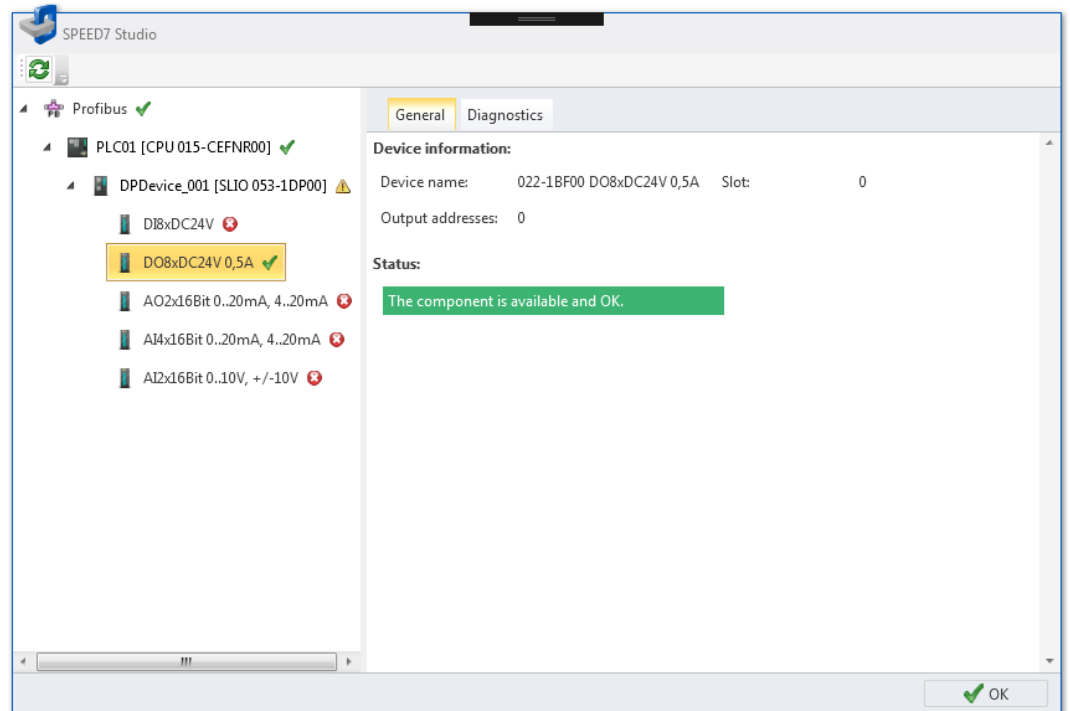 SPEED7 Studio
Profibus
PLC01 [CPU 015-CEFNR00]
DPDevice_001 [SLIO 053-1DP00]
DI8xDC24V
DO8xDC24V 0,5A
AO2x16Bit 0..20mA, 4..20mA
AI4x16Bit 0..20mA, 4..20mA
AI2x16Bit 0..10V, +/-10V
General Diagnostics
Device information:
Device name: 022-1BF00 DO8xDC24V 0,5A Slot: 0
Output addresses: 0
Status:
The component is available and OK.
OK